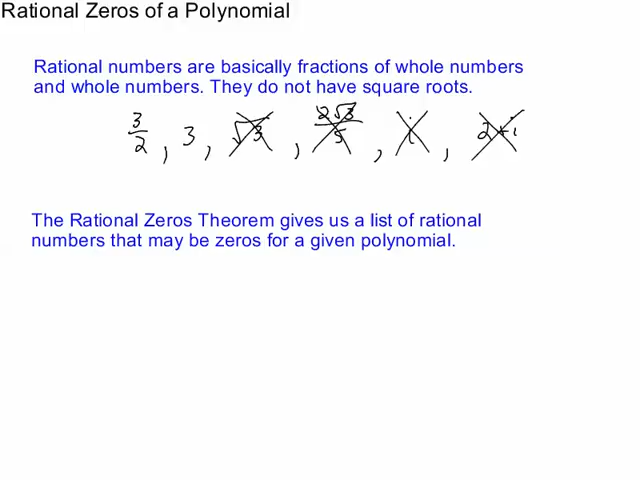 Rational Zeros of a Polynomial
Rational numbers are basically fractions of whole numbers
and whole numbers. They do not have square roots.
3/2, 3, √3, 2√3/5, i, 2+i
The Rational Zeros Theorem gives us a list of rational
numbers that may be zeros for a given polynomial.